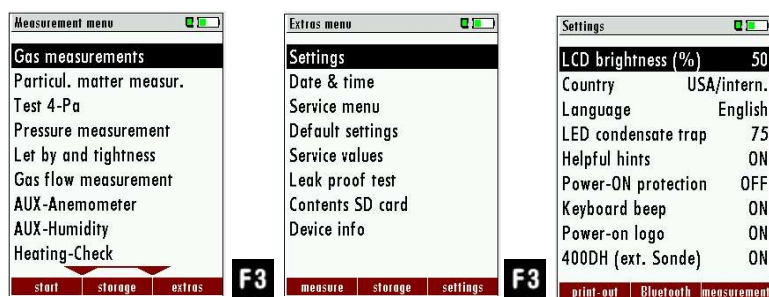 Measurement menu
Gas measurements
Particul. matter measur.
Test 4-Pa
Pressure measurement
Let by and tightness
Gas flow measurement
AUX-Anemometer
AUX-Humidity
Heating-Check
start storage extras
F3
Extras menu
Settings
Date & time
Service menu
Default settings
Service values
Leak proof test
Contents SD card
Device info
measure storage settings
F3
Settings
LCD brightness (%) 50
Country USA/intern.
Language English
LED condensate trap 75
Helpful hints ON
Power-ON protection OFF
Keyboard beep ON
Power-on logo ON
400DH (ext. Sonde) ON
print-out Bluetooth measurement